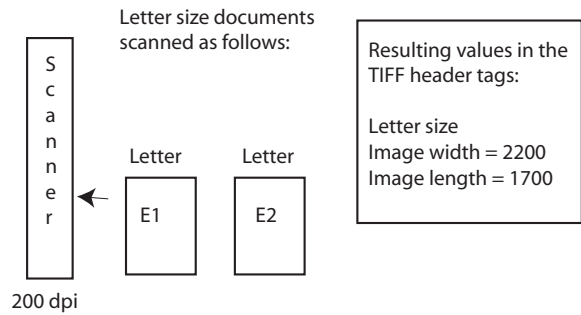 Letter size documents
scanned as follows:
S
c
a
n
n
e
r
200 dpi
Letter
E1
Letter
E2
Resulting values in the
TIFF header tags:
Letter size
Image width = 2200
Image length = 1700